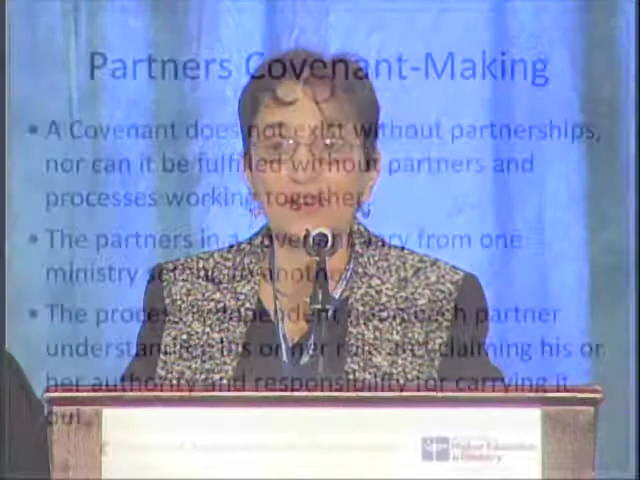 Partners Covenant-Making
• A Covenant does not exist without partnerships,
nor can it be fulfilled without partners and
processes working together.
• The partners in a covenant vary from one
ministry setting to another.
• The process is dependent upon each partner
understanding his or her role and claiming his or
her authority and responsibility for carrying it
out.
Higher Education
& Ministry